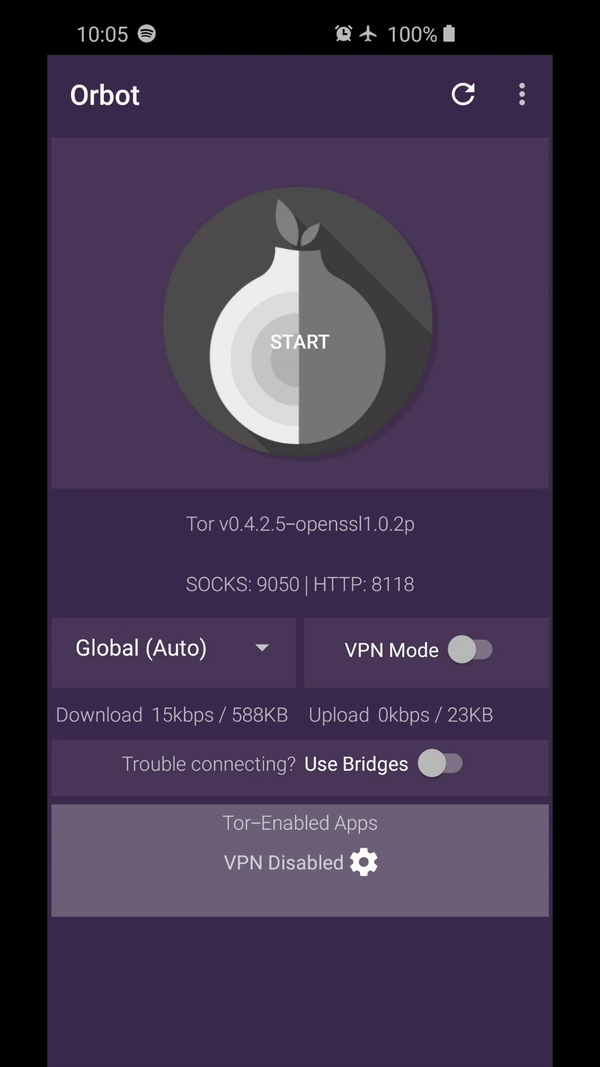 10:05 100%
Orbot
START
Tor v0.4.2.5-openssl1.0.2p
SOCKS: 9050 | HTTP: 8118
Global (Auto) VPN Mode
Download 15kbps / 588KB Upload 0kbps / 23KB
Trouble connecting? Use Bridges
Tor-Enabled Apps
VPN Disabled